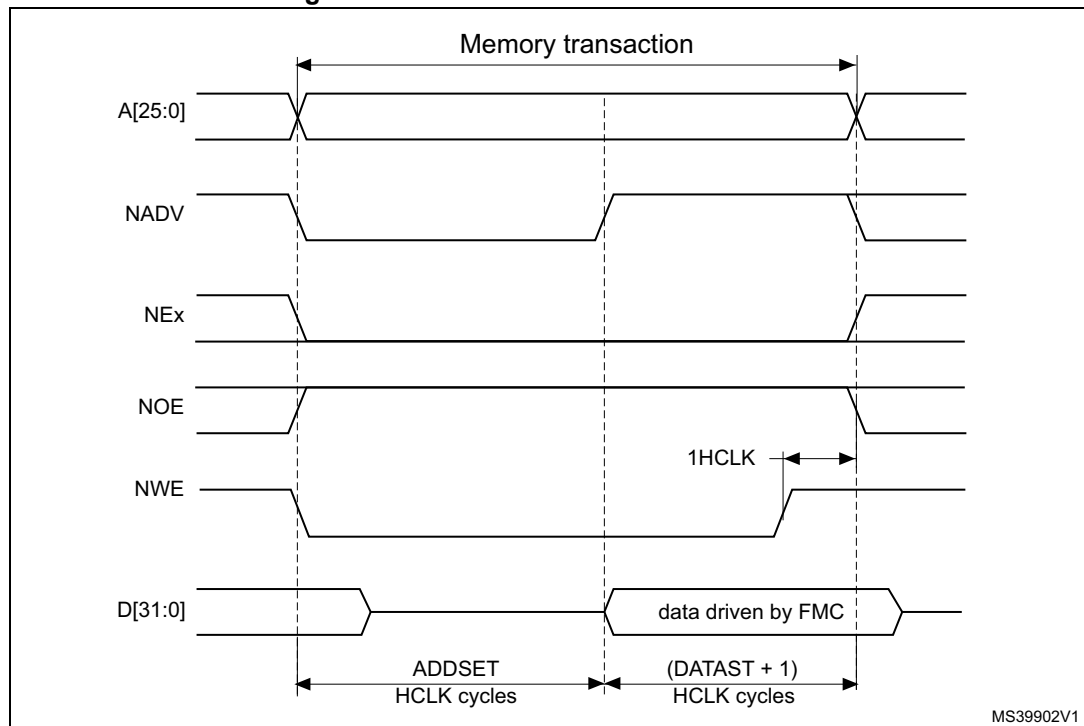 Memory transaction
A[25:0]
NADV
NEx
NOE
1HCLK
NWE
D[31:0]
data driven by FMC
ADDSET
HCLK cycles
(DATAST + 1)
HCLK cycles
MS39902V1